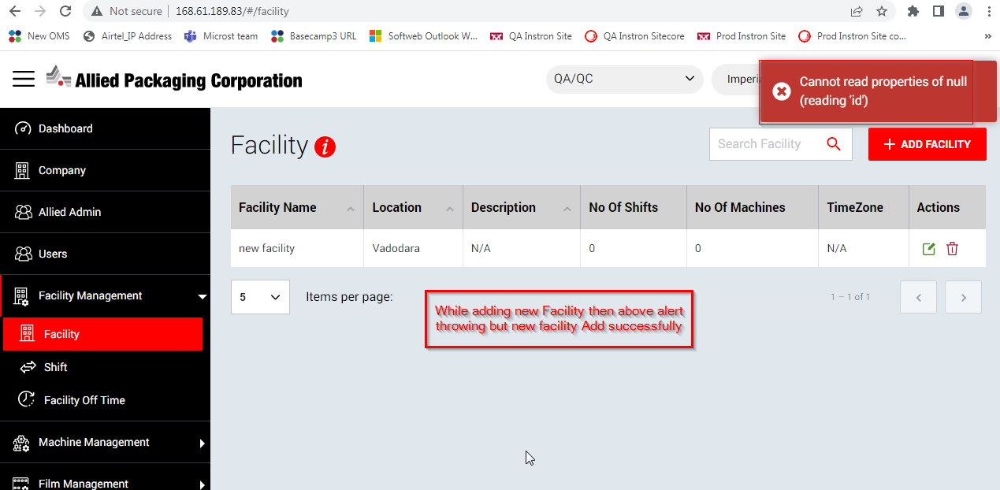 Not secure | 168.61.189.83/#/facility
New OMS Airtel_IP Address Microst team Basecamp3 URL Softweb Outlook W... QA Instron Site QA Instron Sitecore Prod Instron Site Prod Instron Site co... »
Allied Packaging Corporation
QA/QC
Imperi
Cannot read properties of null
(reading 'id')
Dashboard
Company
Allied Admin
Users
Facility Management
Facility
Shift
Facility Off Time
Machine Management
Film Management
Facility i
Search Facility
+ ADD FACILITY
Facility Name Location Description No Of Shifts No Of Machines TimeZone Actions
new facility Vadodara N/A 0 0 N/A
5 Items per page:
1 – 1 of 1
While adding new Facility then above alert
throwing but new facility Add successfully